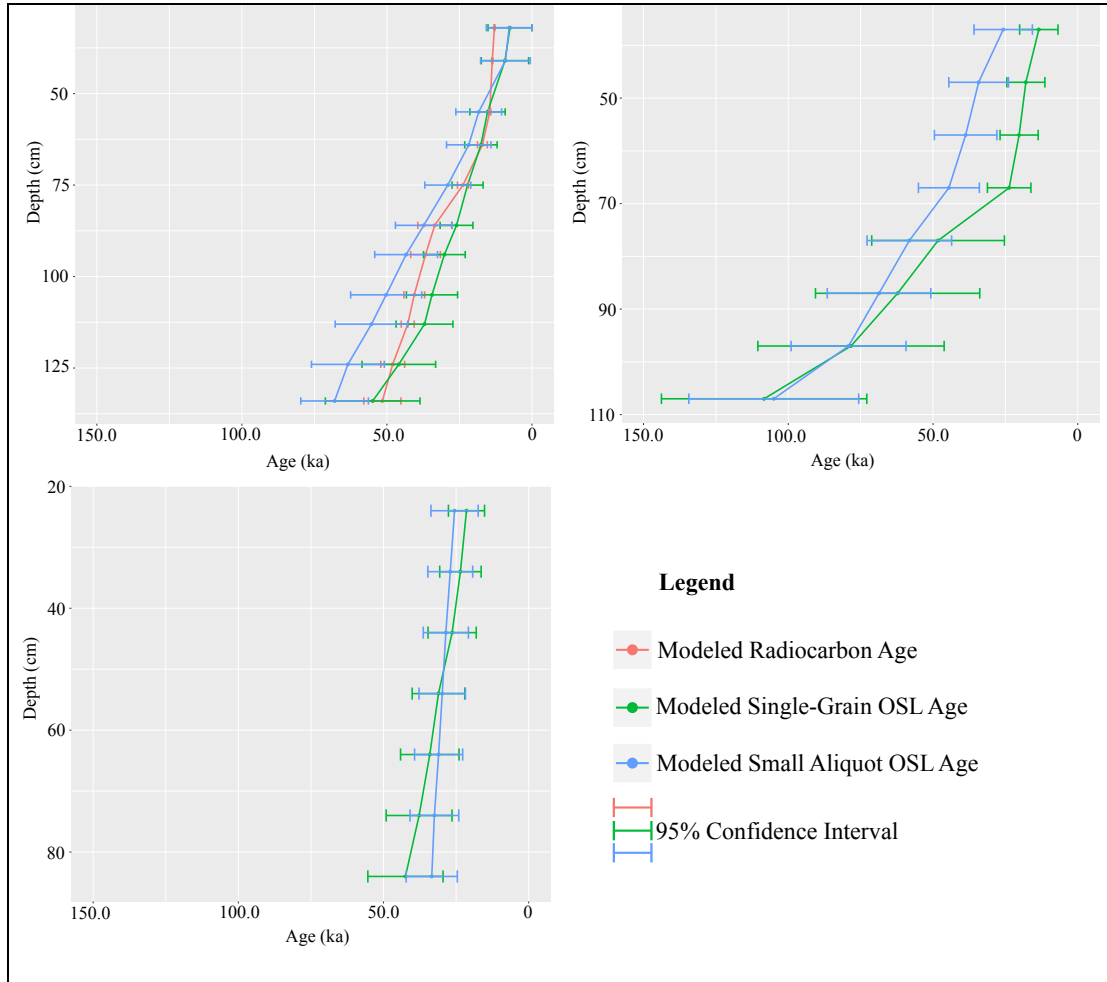 50
75
100
125
Depth (cm)
150.0 100.0 50.0 0
Age (ka)
50
70
90
110
Depth (cm)
150.0 100.0 50.0 0
Age (ka)
20
40
60
80
Depth (cm)
150.0 100.0 50.0 0
Age (ka)
Legend
Modeled Radiocarbon Age
Modeled Single-Grain OSL Age
Modeled Small Aliquot OSL Age
95% Confidence Interval